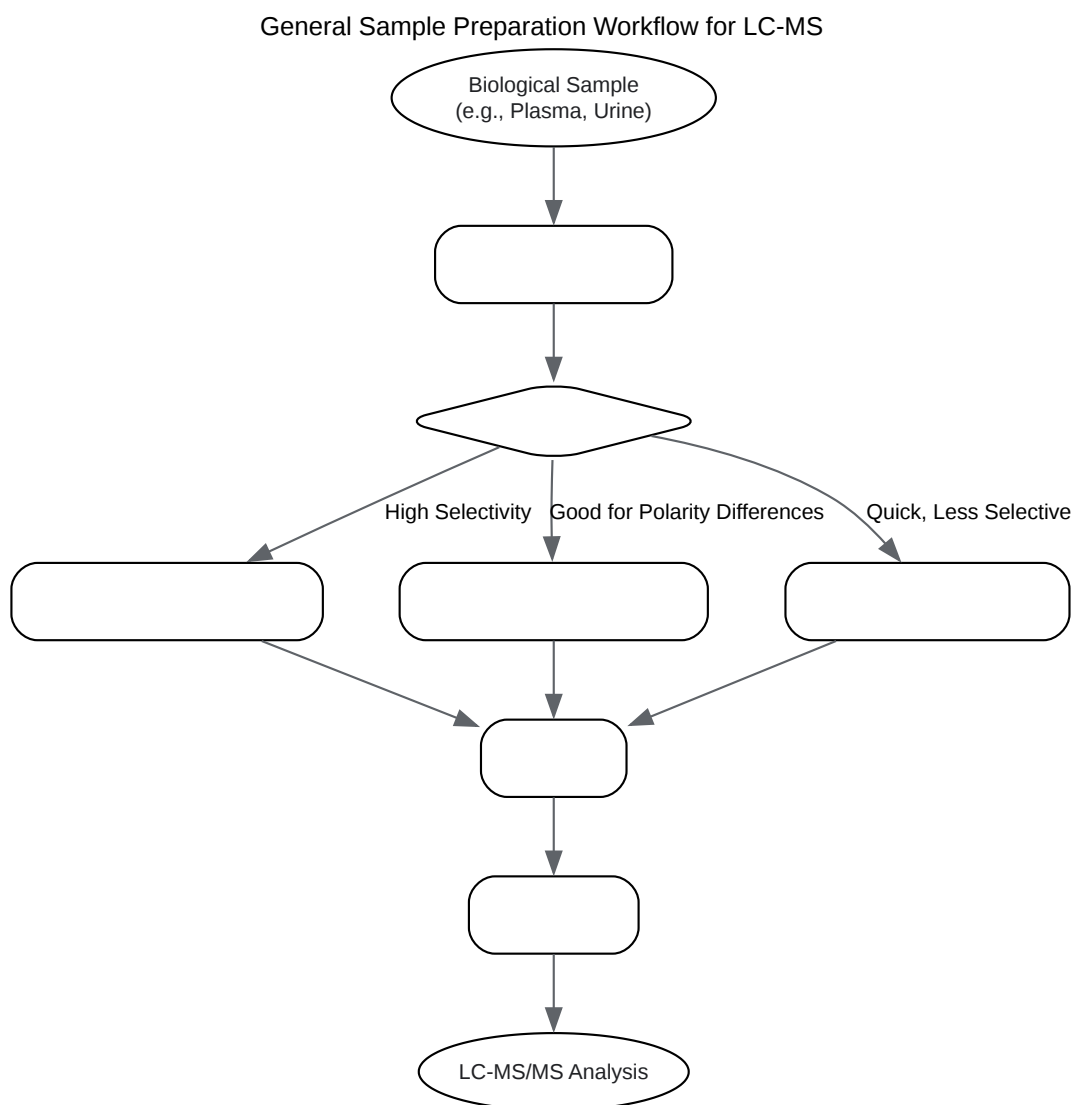 General Sample Preparation Workflow for LC-MS
Biological Sample
(e.g., Plasma, Urine)
High Selectivity
Good for Polarity Differences
Quick, Less Selective
LC-MS/MS Analysis